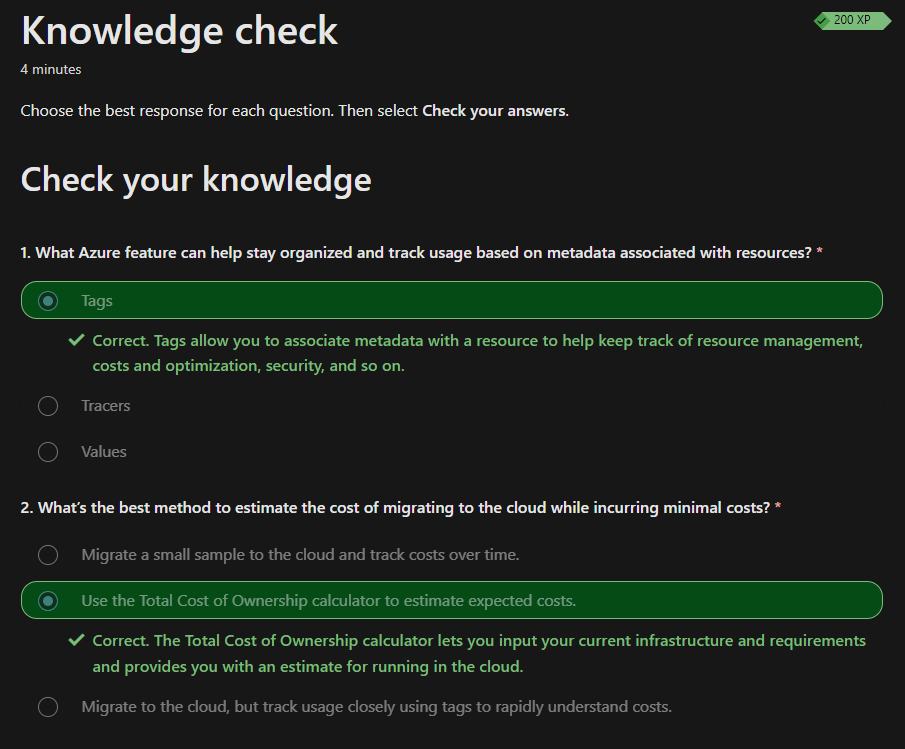 Knowledge check
200 XP
4 minutes
Choose the best response for each question. Then select Check your answers.
Check your knowledge
1. What Azure feature can help stay organized and track usage based on metadata associated with resources? *
Tags
Correct. Tags allow you to associate metadata with a resource to help keep track of resource management,
costs and optimization, security, and so on.
Tracers
Values
2. What’s the best method to estimate the cost of migrating to the cloud while incurring minimal costs? *
Migrate a small sample to the cloud and track costs over time.
Use the Total Cost of Ownership calculator to estimate expected costs.
Correct. The Total Cost of Ownership calculator lets you input your current infrastructure and requirements
and provides you with an estimate for running in the cloud.
Migrate to the cloud, but track usage closely using tags to rapidly understand costs.